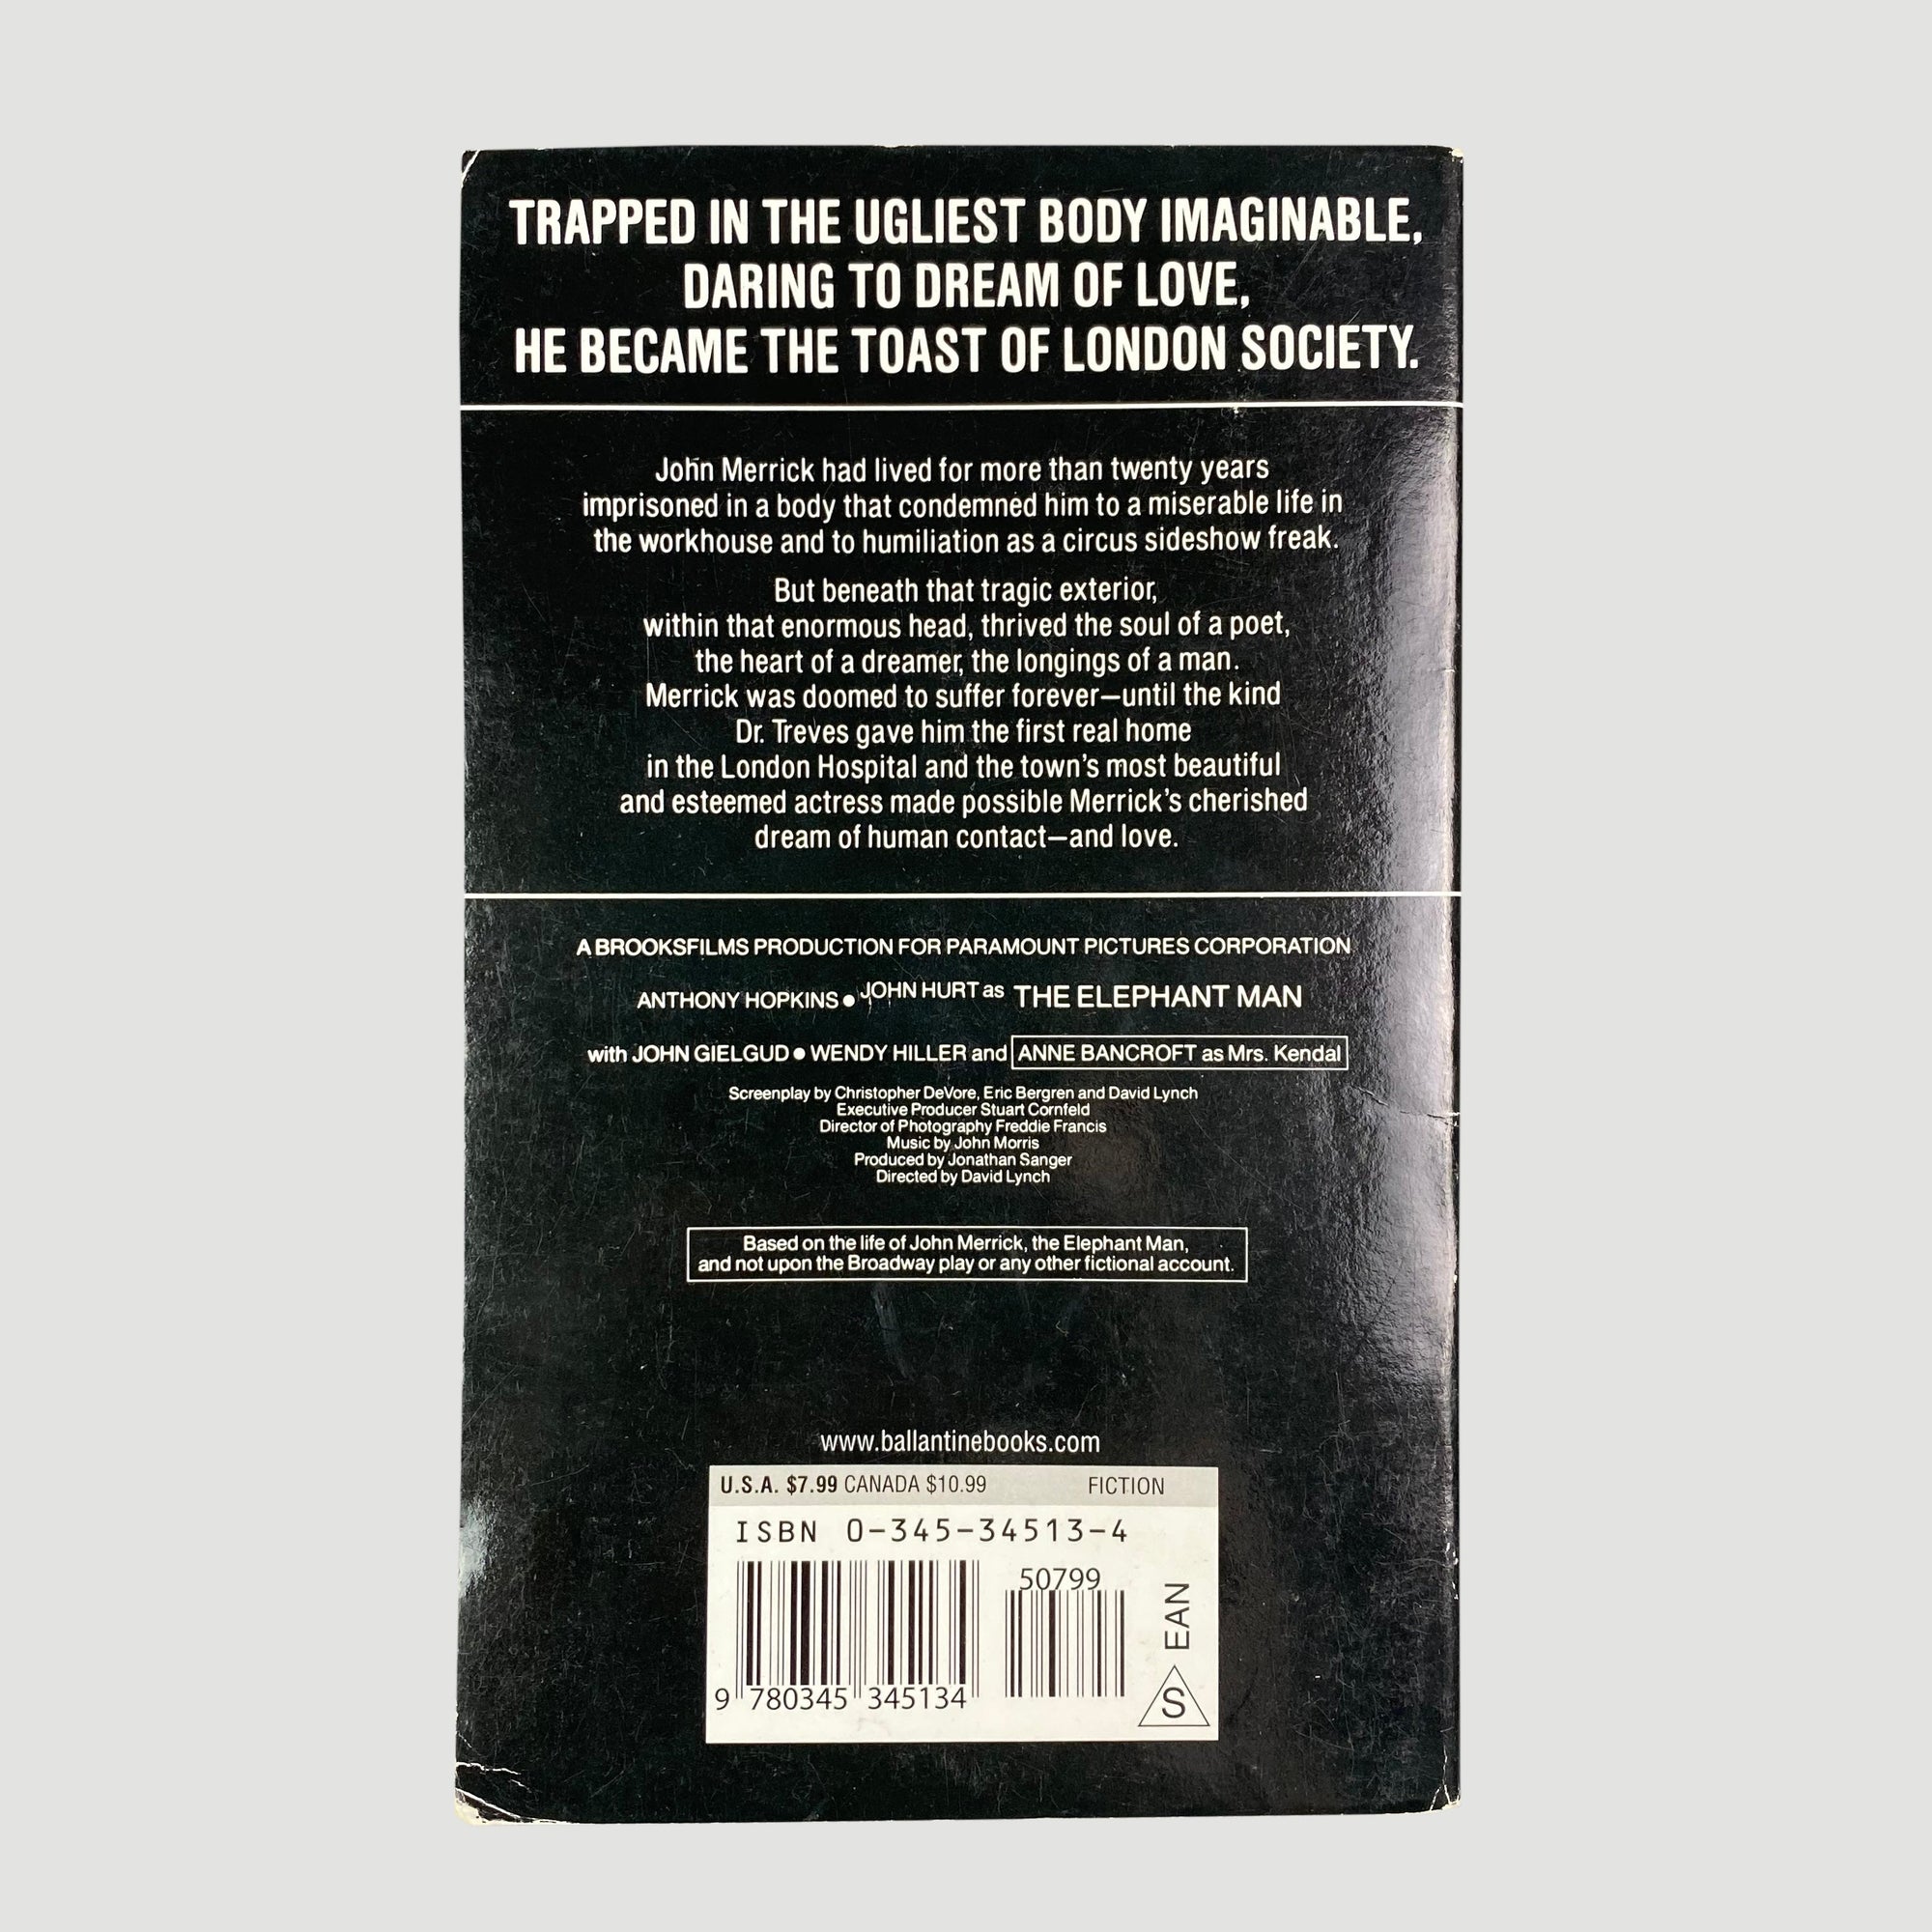 TRAPPED IN THE UGLIEST BODY IMAGINABLE,
DARING TO DREAM OF LOVE,
HE BECAME THE TOAST OF LONDON SOCIETY.
John Merrick had lived for more than twenty years
imprisoned in a body that condemned him to a miserable life in
the workhouse and to humiliation as a circus sideshow freak.
But beneath that tragic exterior,
within that enormous head, thrived the soul of a poet,
the heart of a dreamer, the longings of a man.
Merrick was doomed to suffer forever—until the kind
Dr. Treves gave him the first real home
in the London Hospital and the town's most beautiful
and esteemed actress made possible Merrick's cherished
dream of human contact—and love.
A BROOKSFILMS PRODUCTION FOR PARAMOUNT PICTURES CORPORATION
ANTHONY HOPKINS ● JOHN HURT as THE ELEPHANT MAN
with JOHN GIELGUD ● WENDY HILLER and ANNE BANCROFT as Mrs. Kendal
Screenplay by Christopher DeVore, Eric Bergren and David Lynch
Executive Producer Stuart Cornfeld
Director of Photography Freddie Francis
Music by John Morris
Produced by Jonathan Sanger
Directed by David Lynch
Based on the life of John Merrick, the Elephant Man,
and not upon the Broadway play or any other fictional account.
www.ballantinebooks.com
U.S.A. $7.99 CANADA $10.99 FICTION
ISBN 0-345-34513-4
50799
EAN
S
9 780345 345134